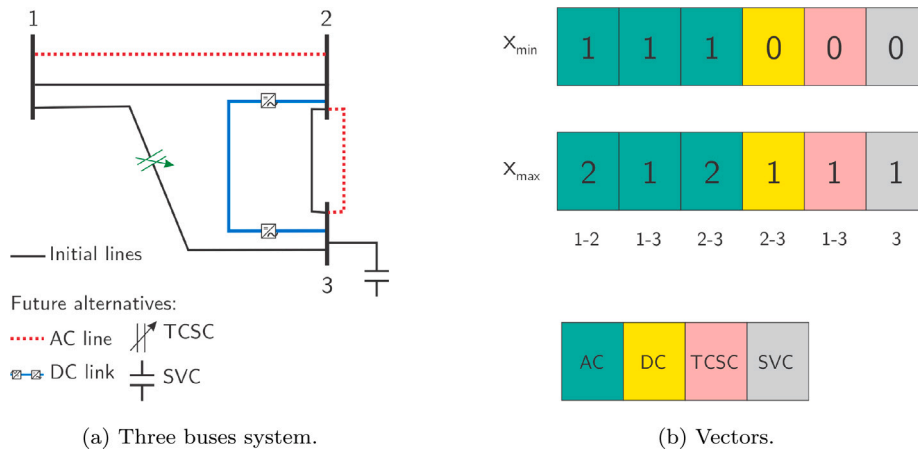 1
2
3
Initial lines
Future alternatives:
AC line
TCSC
DC link
SVC
(a) Three buses system.
Xmin
1 1 1 0 0 0
Xmax
2 1 2 1 1 1
1-2 1-3 2-3 2-3 1-3 3
AC DC TCSC SVC
(b) Vectors.